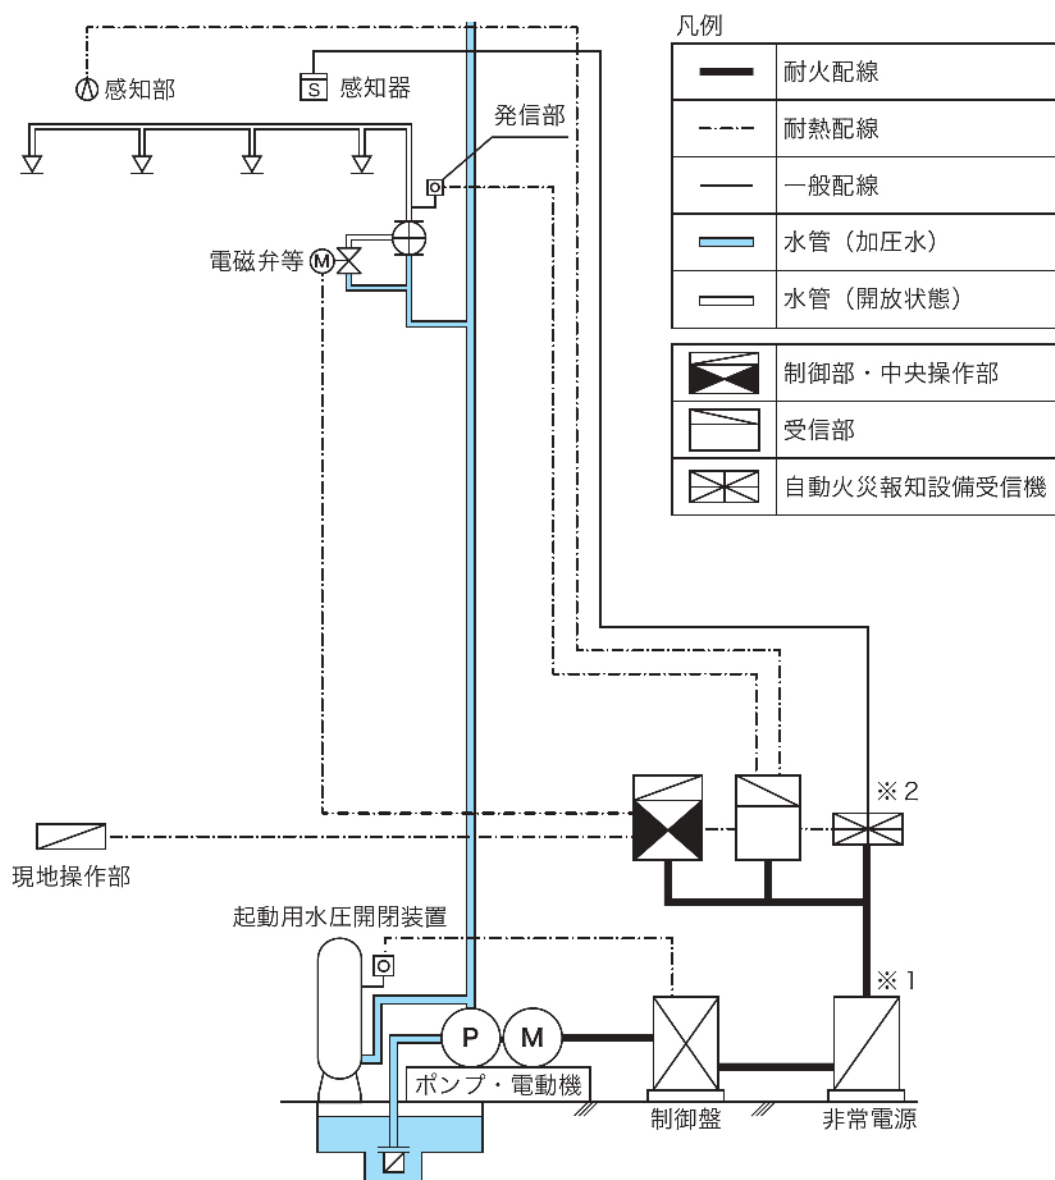 凡例
耐火配線
耐熱配線
一般配線
水管（加圧水）
水管（開放状態）
制御部・中央操作部
受信部
自動火災報知設備受信機
感知部
S
感知器
発信部
電磁弁等
M
※2
現地操作部
起動用水圧開閉装置
※1
P
M
ポンプ・電動機
制御盤
非常電源